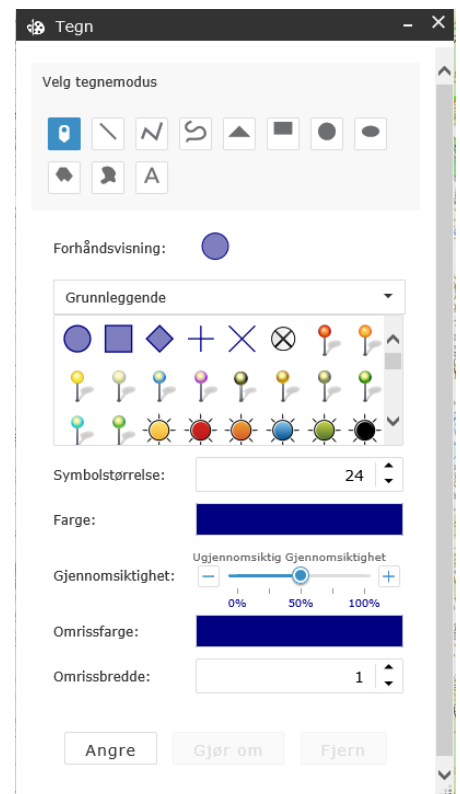 Tegn
Velg tegnemodus
A
Forhåndsvisning:
Grunnleggende
Symbolstørrelse: 24
Farge:
Ugjennomsiktig Gjennomsiktighet
Gjennomsiktighet:
0% 50% 100%
Omrissfarge:
Omrissbredde: 1
Angre Gjør om Fjern